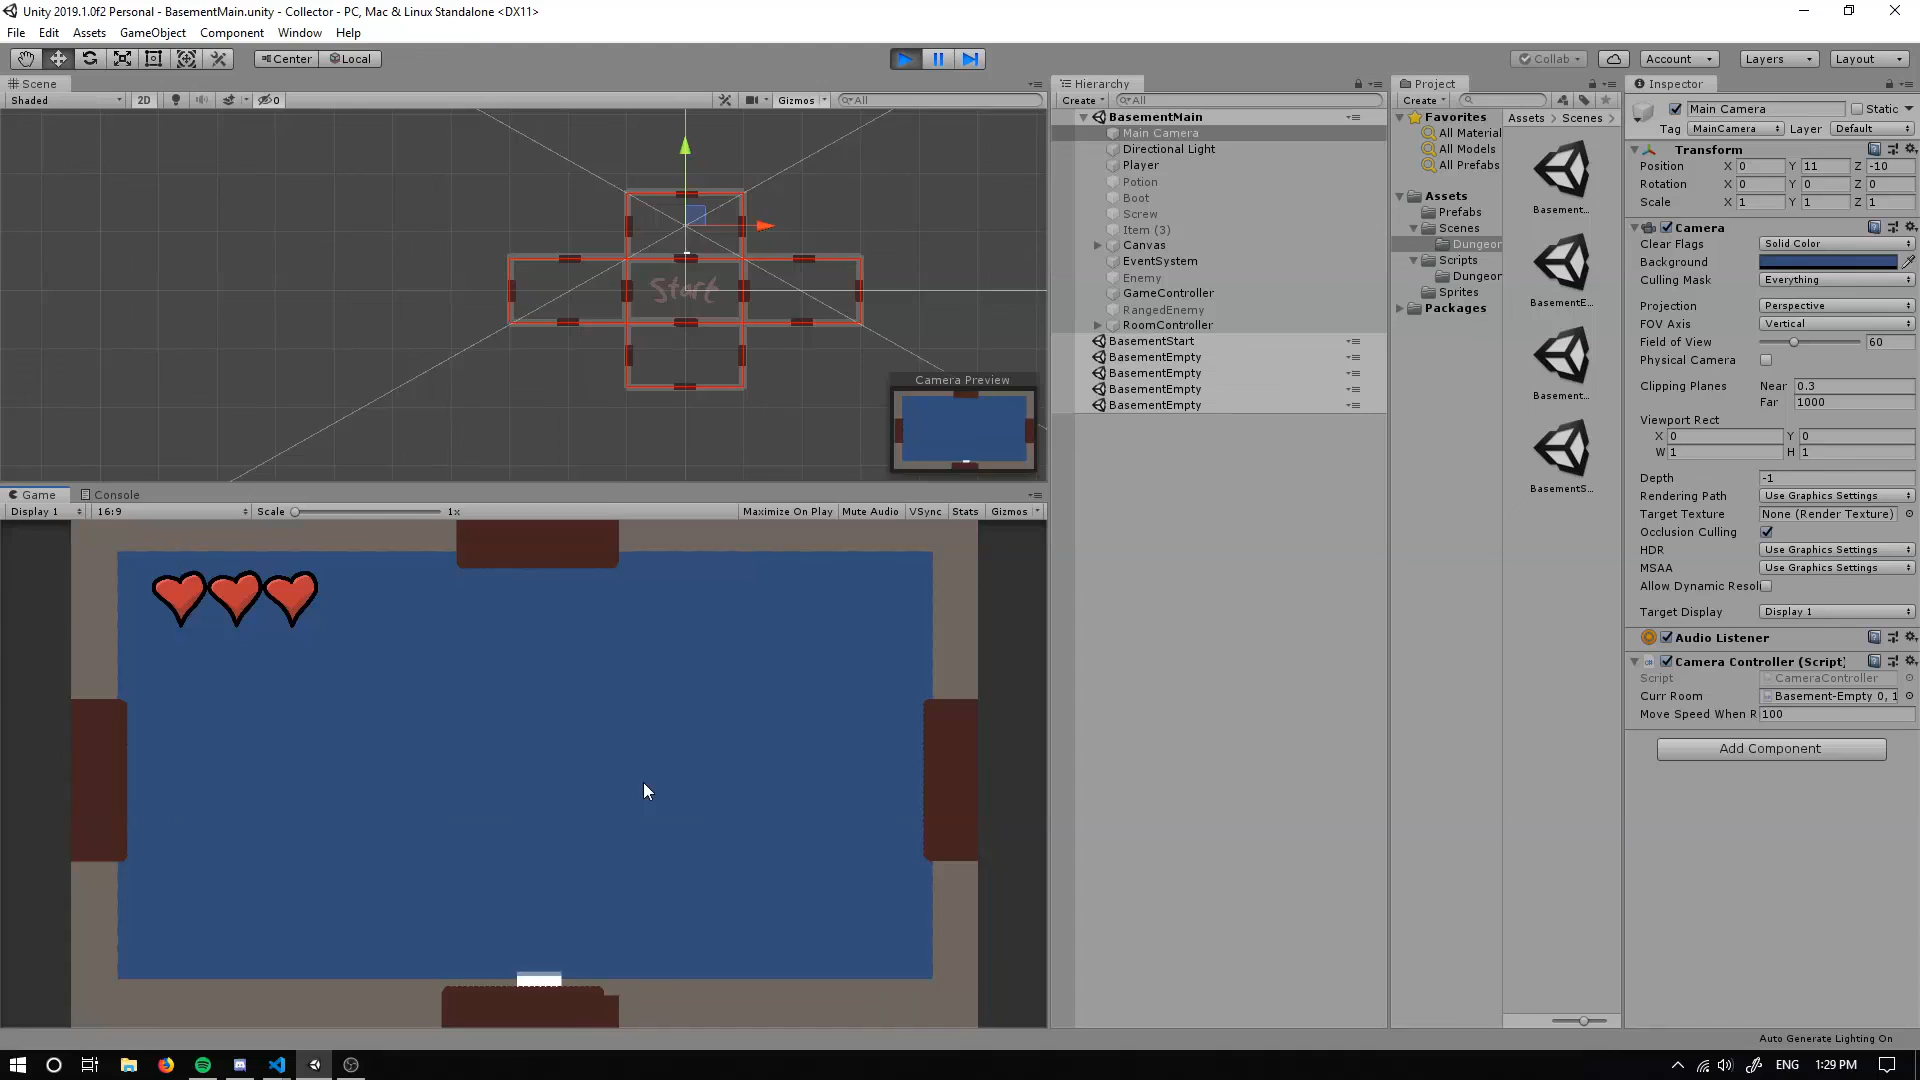 Unity 2019.1.0f2 Personal - BasementMain.unity - Collector - PC, Mac & Linux Standalone <DX11>
File Edit Assets GameObject Component Window Help
Center Local Collab Account Layers Layout
Scene
Shaded 2D 0 Gizmos All
Start
Camera Preview
Game Console
Display 1 16:9 Scale 1x Maximize On Play Mute Audio VSync Stats Gizmos
Hierarchy
Create All
BasementMain
Main Camera
Directional Light
Player
Potion
Boot
Screw
Item (3)
Canvas
EventSystem
Enemy
GameController
RangedEnemy
RoomController
BasementStart
BasementEmpty
BasementEmpty
BasementEmpty
BasementEmpty
Project
Create
Favorites
All Material
All Models
All Prefabs
Assets
Prefabs
Scenes
Dungeor
Scripts
Dungeor
Sprites
Packages
Assets Scenes
Basement...
BasementE...
Basement...
BasementS...
Inspector
Main Camera Static
Tag MainCamera Layer Default
Transform
Position X 0 Y 11 Z -10
Rotation X 0 Y 0 Z 0
Scale X 1 Y 1 Z 1
Camera
Clear Flags Solid Color
Background
Culling Mask Everything
Projection Perspective
FOV Axis Vertical
Field of View 60
Physical Camera
Clipping Planes Near 0.3
Far 1000
Viewport Rect
X 0 Y 0
W 1 H 1
Depth -1
Rendering Path Use Graphics Settings
Target Texture None (Render Texture)
Occlusion Culling
HDR Use Graphics Settings
MSAA Use Graphics Settings
Allow Dynamic Resol
Target Display Display 1
Audio Listener
Camera Controller (Script)
Script CameraController
Curr Room Basement-Empty 0, 1
Move Speed When R 100
Add Component
Auto Generate Lighting On
ENG 1:29 PM